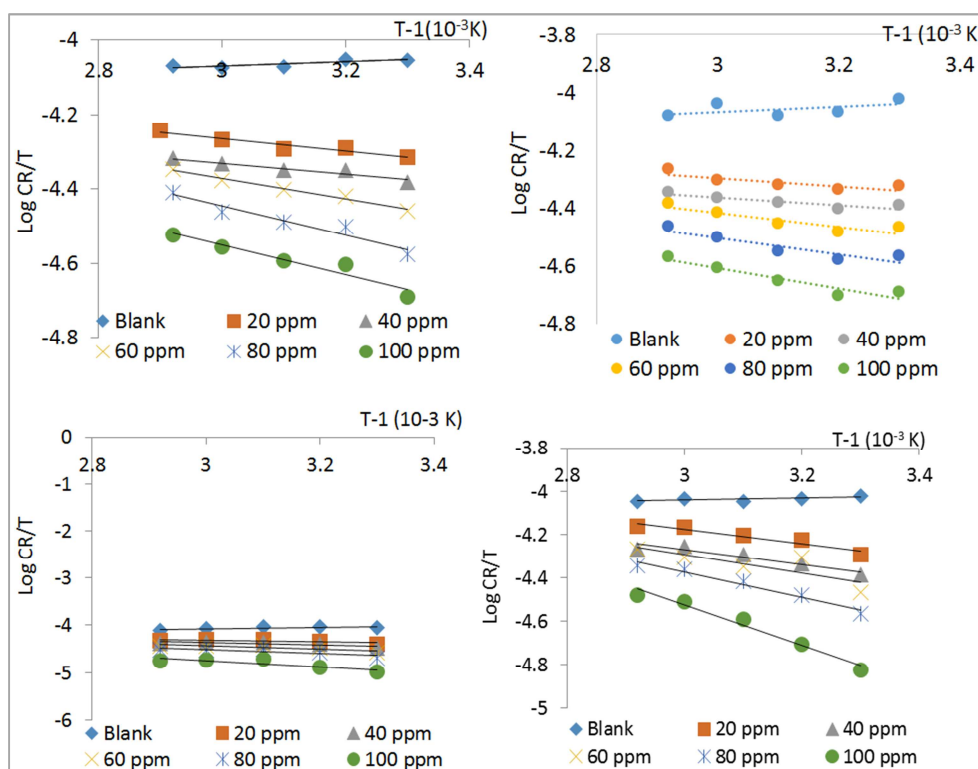 T-1(10⁻³K)
-4
2.8 3 3.2 3.4
-4.2
-4.4
-4.6
-4.8
Log CR/T
Blank 20 ppm 40 ppm
60 ppm 80 ppm 100 ppm
T-1 (10⁻³ K)
-3.8
2.8 3 3.2 3.4
-4
-4.2
-4.4
-4.6
-4.8
Log CR/T
Blank 20 ppm 40 ppm
60 ppm 80 ppm 100 ppm
T-1 (10-3 K)
0
2.8 3 3.2 3.4
-1
-2
-3
-4
-5
-6
Log CR/T
Blank 20 ppm 40 ppm
60 ppm 80 ppm 100 ppm
T-1 (10⁻³ K)
-3.8
2.8 3 3.2 3.4
-4
-4.2
-4.4
-4.6
-4.8
-5
Log CR/T
Blank 20 ppm 40 ppm
60 ppm 80 ppm 100 ppm